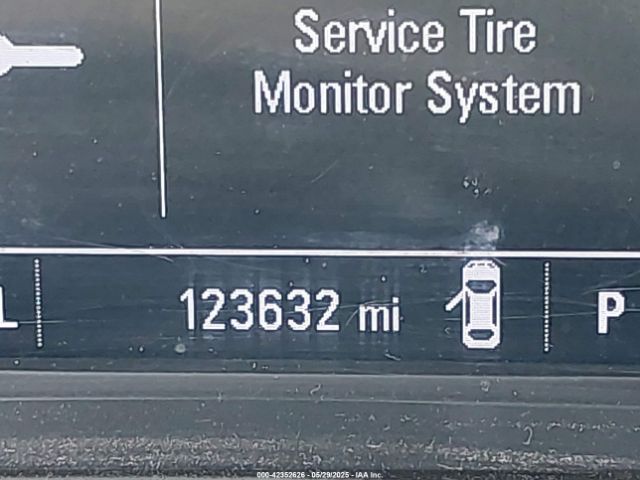 Service Tire
Monitor System
L
123632 mi
P
000-42352626 - 05/29/2025 - IAA Inc.